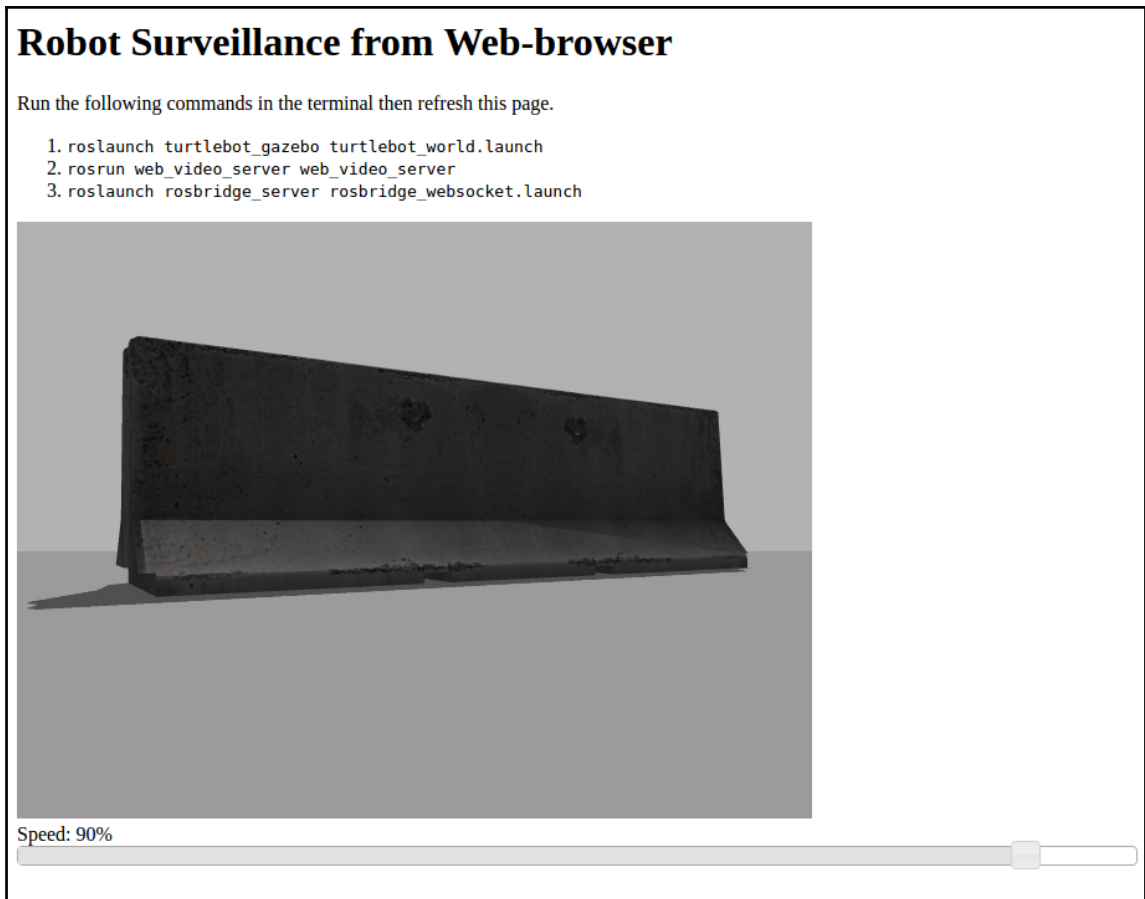 Robot Surveillance from Web-browser
Run the following commands in the terminal then refresh this page.
1. roslaunch turtlebot_gazebo turtlebot_world.launch
2. rosrun web_video_server web_video_server
3. roslaunch rosbridge_server rosbridge_websocket.launch
Speed: 90%